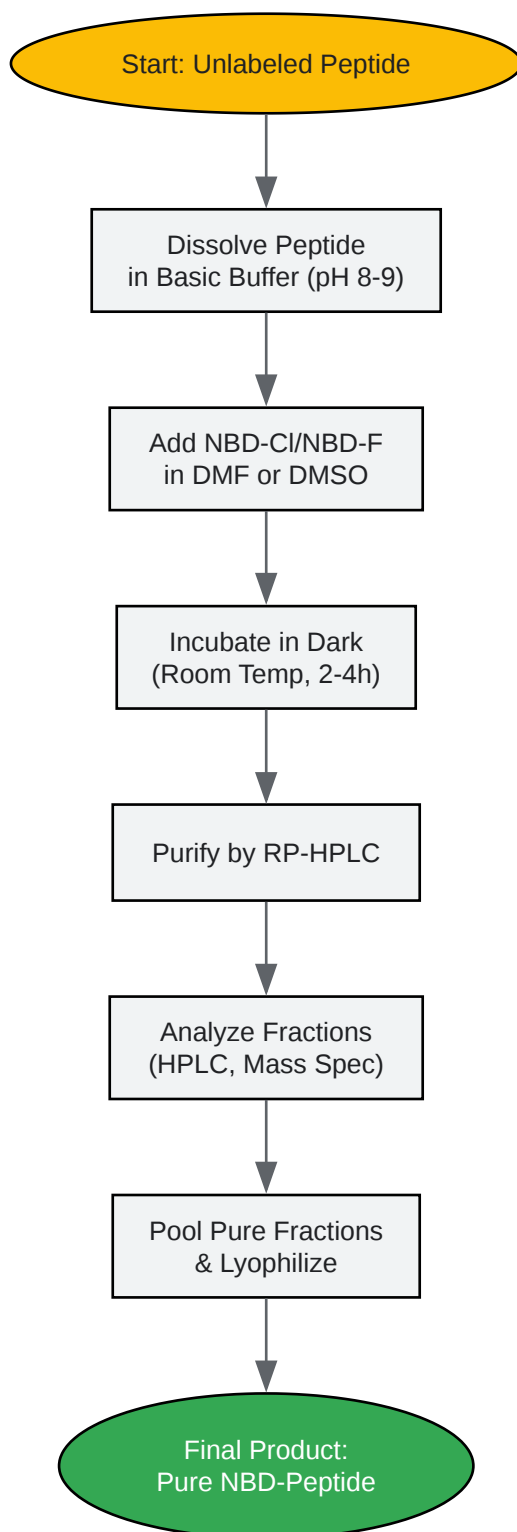 Start: Unlabeled Peptide
Dissolve Peptide
in Basic Buffer (pH 8-9)
Add NBD-Cl/NBD-F
in DMF or DMSO
Incubate in Dark
(Room Temp, 2-4h)
Purify by RP-HPLC
Analyze Fractions
(HPLC, Mass Spec)
Pool Pure Fractions
& Lyophilize
Final Product:
Pure NBD-Peptide